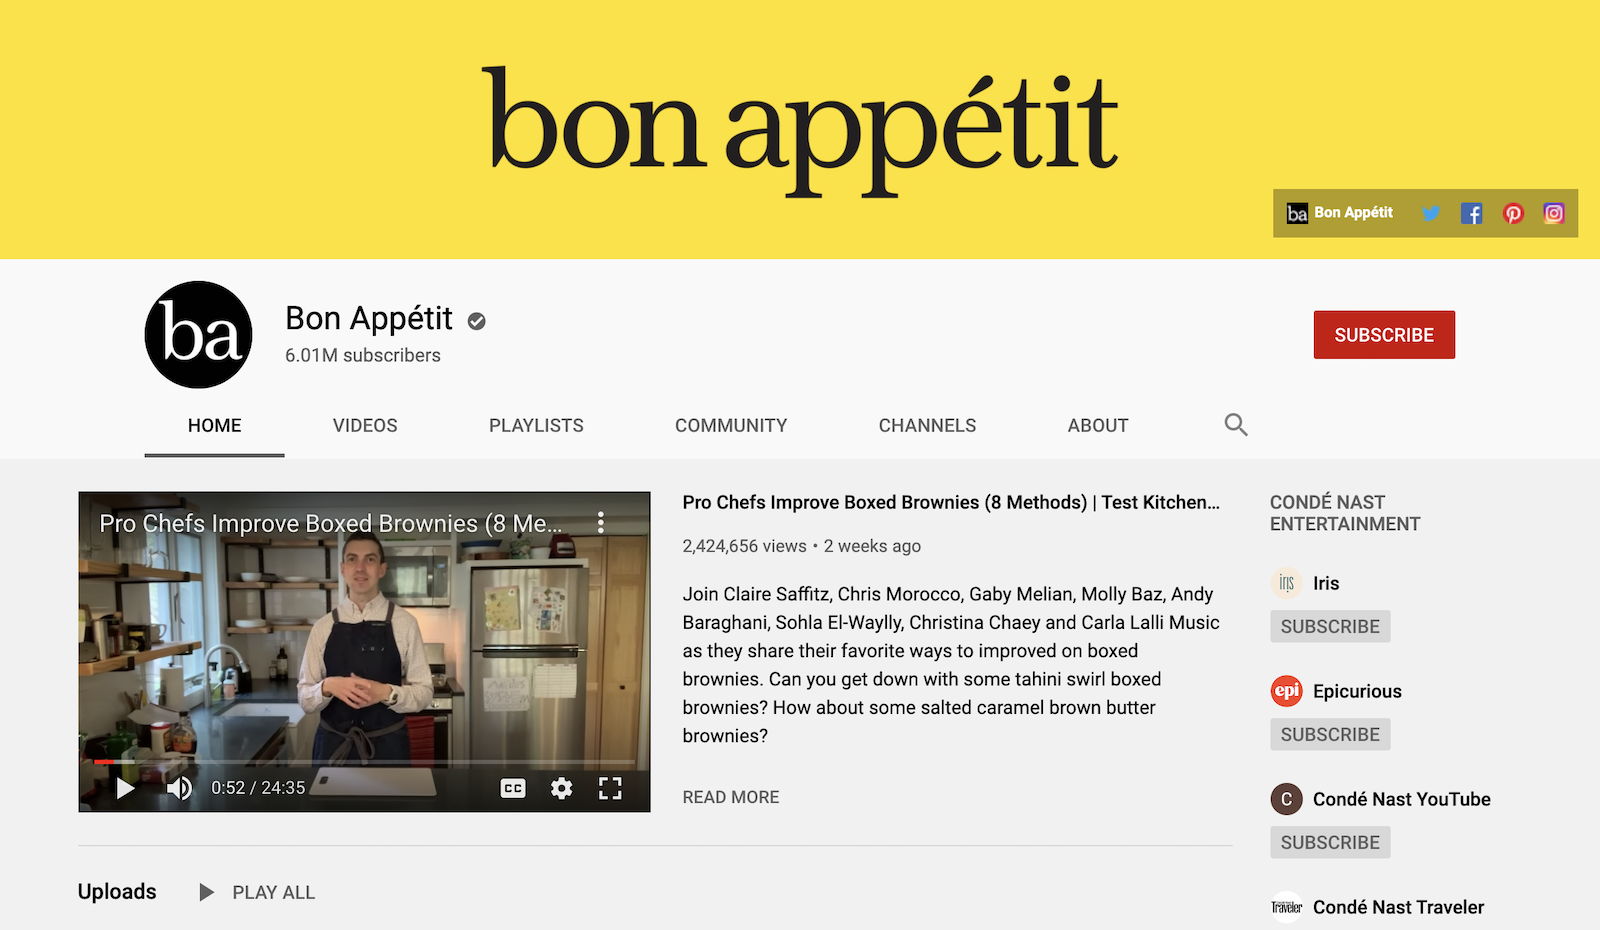 bon appétit
ba Bon Appétit
ba
Bon Appétit
6.01M subscribers
SUBSCRIBE
HOME VIDEOS PLAYLISTS COMMUNITY CHANNELS ABOUT
Pro Chefs Improve Boxed Brownies (8 Me...
0:52 / 24:35
CC
Pro Chefs Improve Boxed Brownies (8 Methods) | Test Kitchen...
2,424,656 views • 2 weeks ago
Join Claire Saffitz, Chris Morocco, Gaby Melian, Molly Baz, Andy
Baraghani, Sohla El-Waylly, Christina Chaey and Carla Lalli Music
as they share their favorite ways to improved on boxed
brownies. Can you get down with some tahini swirl boxed
brownies? How about some salted caramel brown butter
brownies?
READ MORE
CONDÉ NAST
ENTERTAINMENT
iris Iris
SUBSCRIBE
epi Epicurious
SUBSCRIBE
C Condé Nast YouTube
SUBSCRIBE
Traveler Condé Nast Traveler
Uploads PLAY ALL